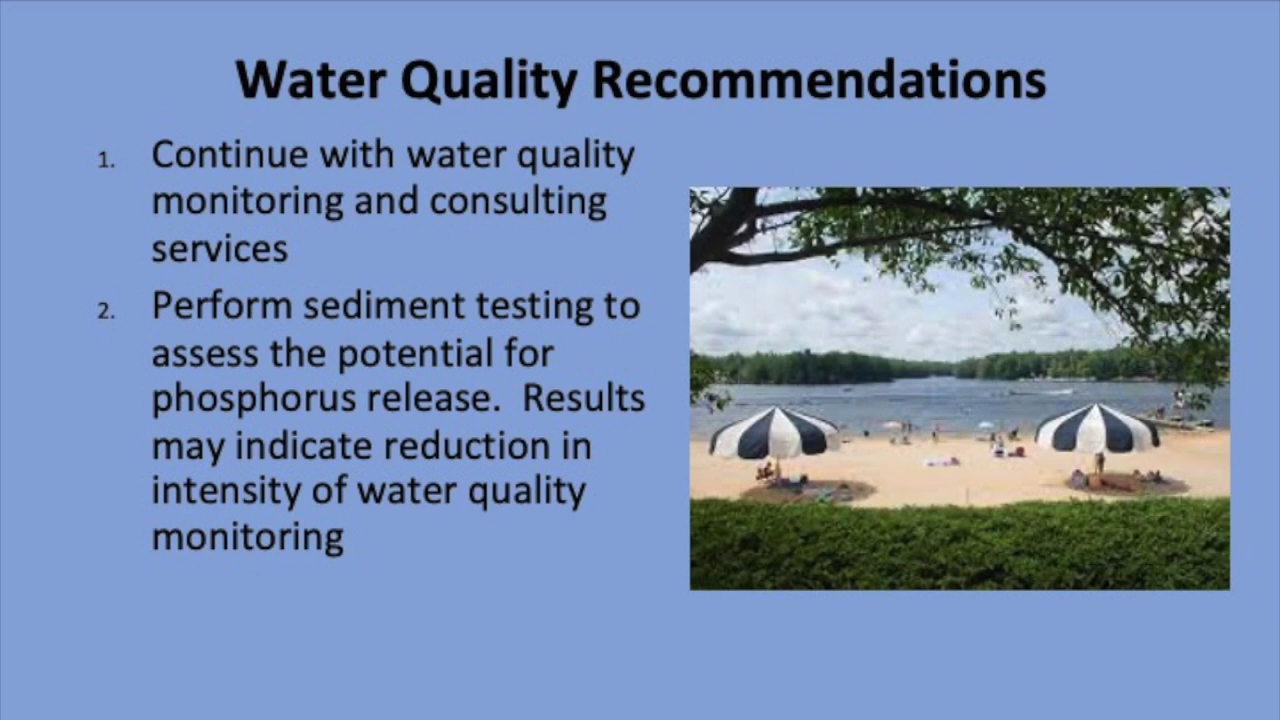 Water Quality Recommendations
1. Continue with water quality
monitoring and consulting
services
2. Perform sediment testing to
assess the potential for
phosphorus release.  Results
may indicate reduction in
intensity of water quality
monitoring